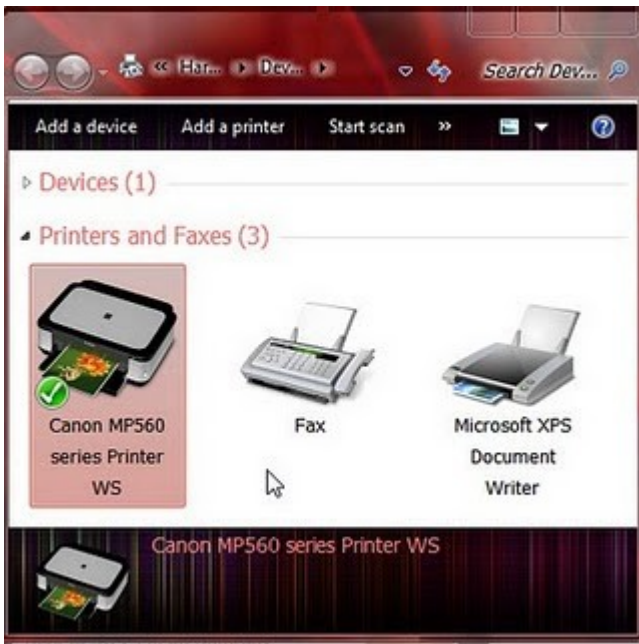 « Har... Dev... Search Dev...
Add a device Add a printer Start scan »
Devices (1)
Printers and Faxes (3)
Canon MP560
series Printer
WS
Fax
Microsoft XPS
Document
Writer
Canon MP560 series Printer WS